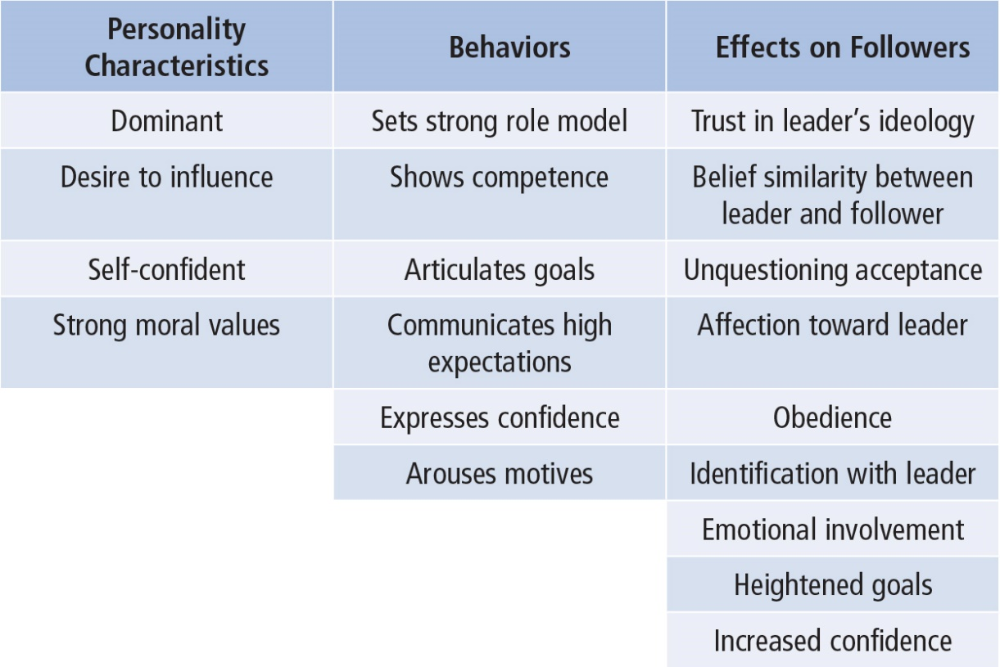 Personality
Characteristics
Behaviors
Effects on Followers
Dominant
Sets strong role model
Trust in leader’s ideology
Desire to influence
Shows competence
Belief similarity between
leader and follower
Self-confident
Articulates goals
Unquestioning acceptance
Strong moral values
Communicates high
expectations
Affection toward leader
Expresses confidence
Obedience
Arouses motives
Identification with leader
Emotional involvement
Heightened goals
Increased confidence